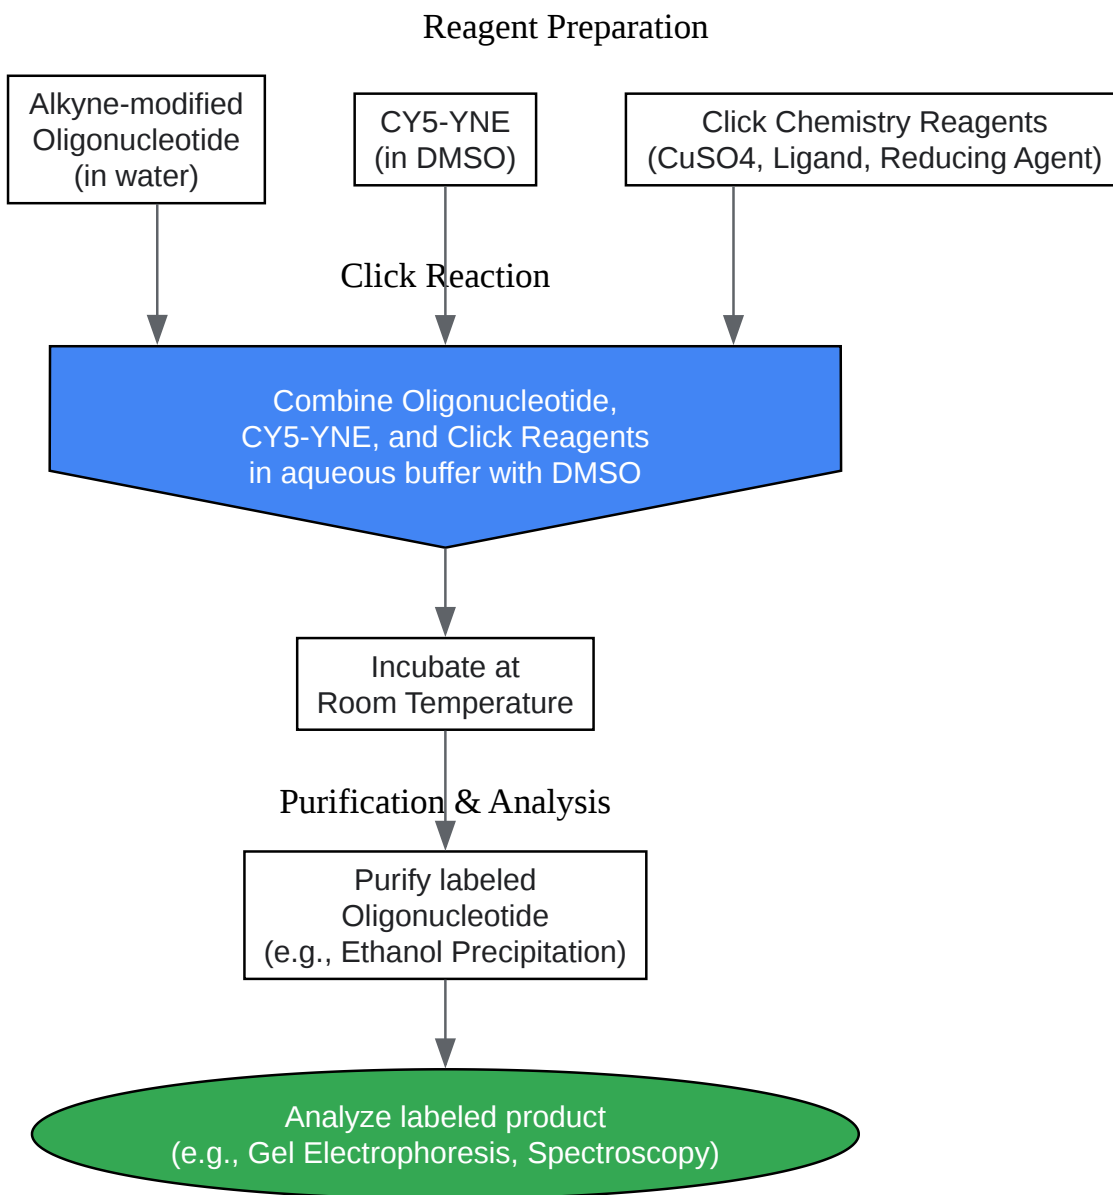 Reagent Preparation
Alkyne-modified
Oligonucleotide
(in water)
CY5-YNE
(in DMSO)
Click Chemistry Reagents
(CuSO4, Ligand, Reducing Agent)
Click Reaction
Combine Oligonucleotide,
CY5-YNE, and Click Reagents
in aqueous buffer with DMSO
Incubate at
Room Temperature
Purification & Analysis
Purify labeled
Oligonucleotide
(e.g., Ethanol Precipitation)
Analyze labeled product
(e.g., Gel Electrophoresis, Spectroscopy)